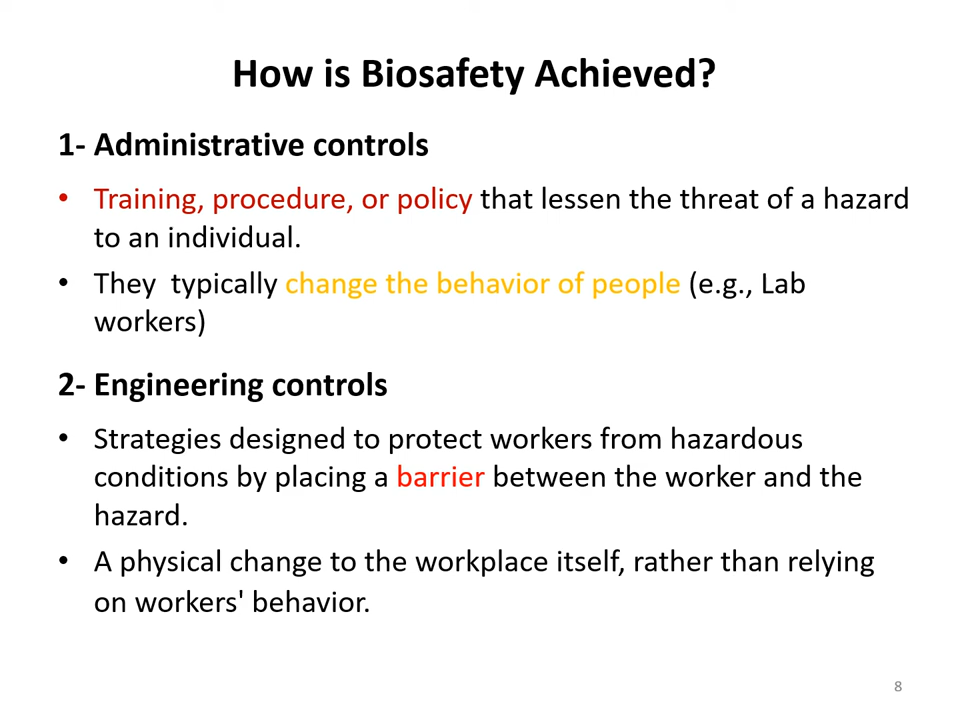 How is Biosafety Achieved?
1- Administrative controls
• Training, procedure, or policy that lessen the threat of a hazard
to an individual.
• They  typically change the behavior of people (e.g., Lab
workers)
2- Engineering controls
• Strategies designed to protect workers from hazardous
conditions by placing a barrier between the worker and the
hazard.
• A physical change to the workplace itself, rather than relying
on workers' behavior.
8